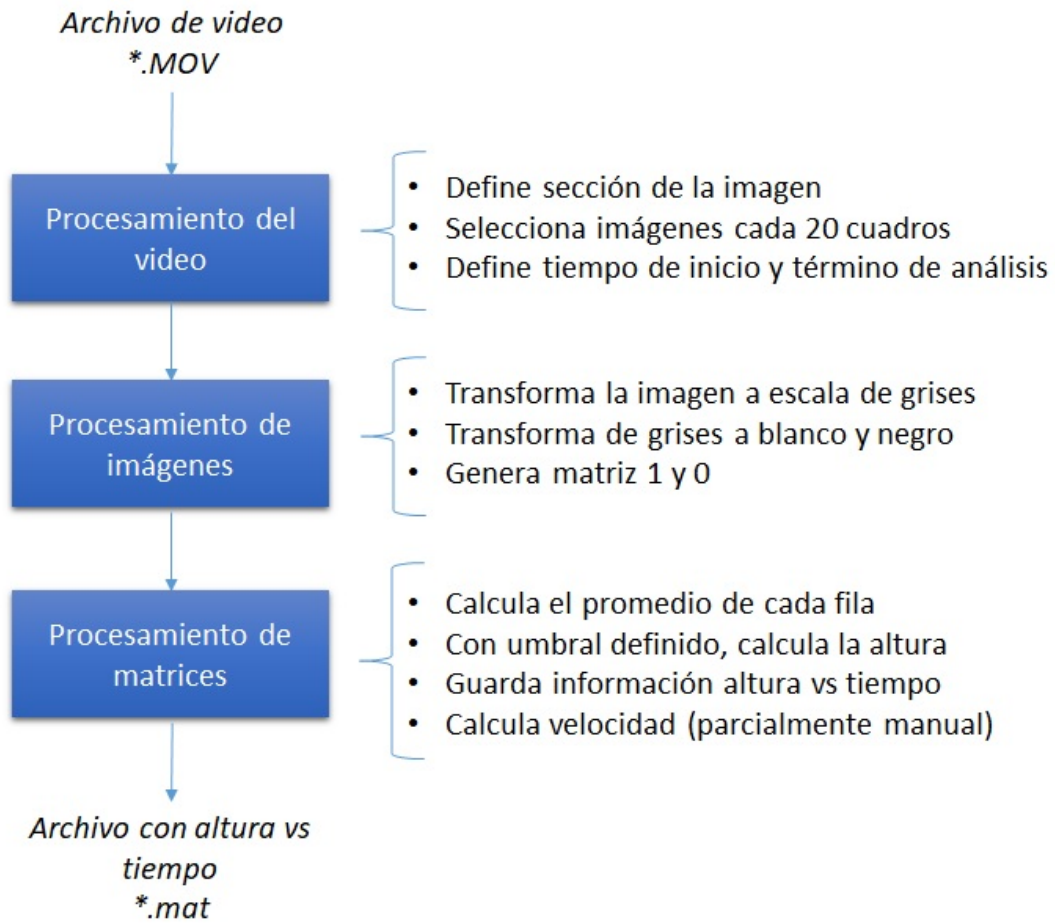 Archivo de video
*.MOV
Procesamiento del
video
• Define sección de la imagen
• Selecciona imágenes cada 20 cuadros
• Define tiempo de inicio y término de análisis
Procesamiento de
imágenes
• Transforma la imagen a escala de grises
• Transforma de grises a blanco y negro
• Genera matriz 1 y 0
Procesamiento de
matrices
• Calcula el promedio de cada fila
• Con umbral definido, calcula la altura
• Guarda información altura vs tiempo
• Calcula velocidad (parcialmente manual)
Archivo con altura vs
tiempo
*.mat